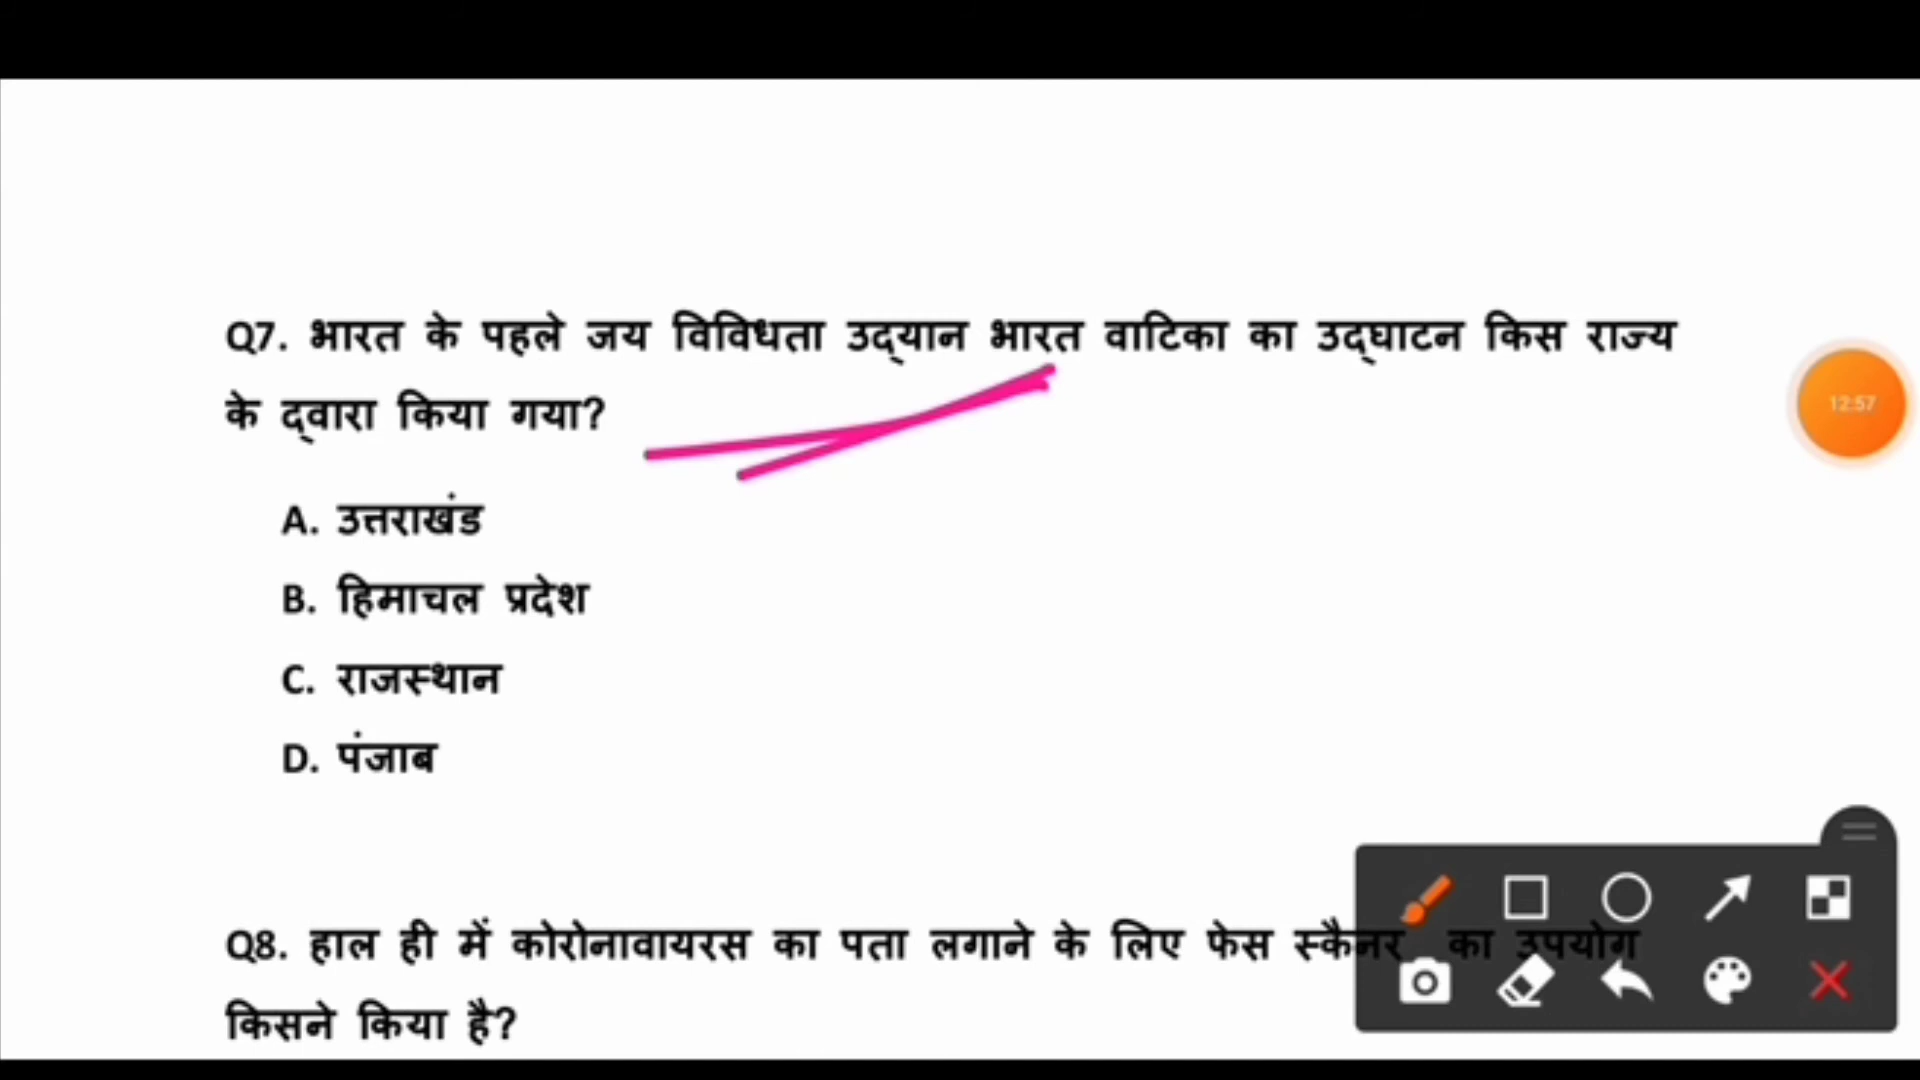 Q7. भारत के पहले जय विविधता उद्यान भारत वाटिका का उद्घाटन किस राज्य
के द्वारा किया गया?
12:57
A. उत्तराखंड
B. हिमाचल प्रदेश
C. राजस्थान
D. पंजाब
Q8. हाल ही में कोरोनावायरस का पता लगाने के लिए फेस स्कैनर का उपयोग
किसने किया है?